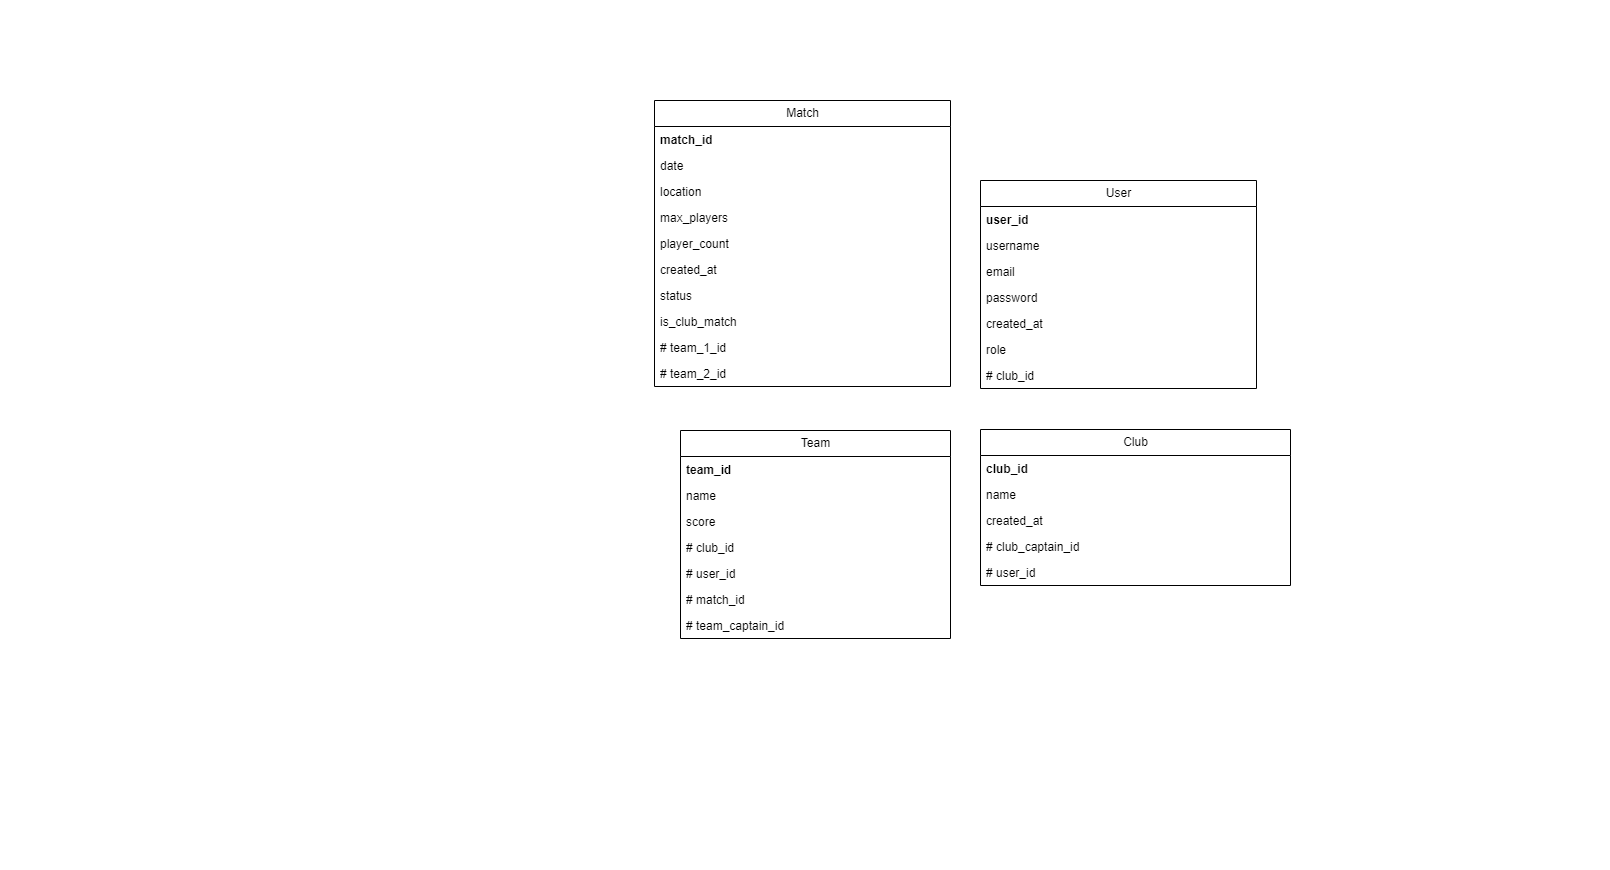 Match
match_id
date
location
max_players
player_count
created_at
status
is_club_match
# team_1_id
# team_2_id
User
user_id
username
email
password
created_at
role
# club_id
Team
team_id
name
score
# club_id
# user_id
# match_id
# team_captain_id
Club
club_id
name
created_at
# club_captain_id
# user_id